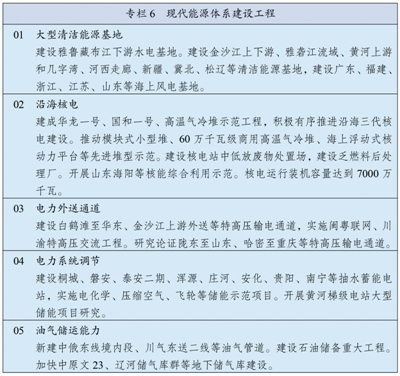 专栏6 现代能源体系建设工程
01 大型清洁能源基地
建设雅鲁藏布江下游水电基地。建设金沙江上下游、雅砻江流域、黄河上游
和几字湾、河西走廊、新疆、冀北、松辽等清洁能源基地，建设广东、福建、
浙江、江苏、山东等海上风电基地。
02 沿海核电
建成华龙一号、国和一号、高温气冷堆示范工程，积极有序推进沿海三代核
电建设。推动模块式小型堆、60万千瓦级商用高温气冷堆、海上浮动式核
动力平台等先进堆型示范。建设核电站中低放废物处置场，建设乏燃料后处
理厂。开展山东海阳等核能综合利用示范。核电运行装机容量达到7000万
千瓦。
03 电力外送通道
建设白鹤滩至华东、金沙江上游外送等特高压输电通道，实施闽粤联网、川
渝特高压交流工程。研究论证陇东至山东、哈密至重庆等特高压输电通道。
04 电力系统调节
建设桐城、磐安、泰安二期、浑源、庄河、安化、贵阳、南宁等抽水蓄能电
站，实施电化学、压缩空气、飞轮等储能示范项目。开展黄河梯级电站大型
储能项目研究。
05 油气储运能力
新建中俄东线境内段、川气东送二线等油气管道。建设石油储备重大工程。
加快中原文23、辽河储气库群等地下储气库建设。